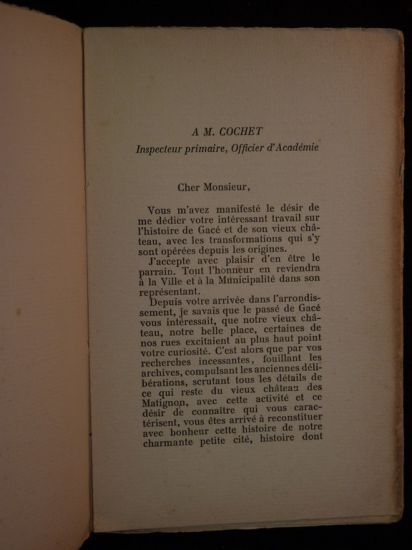 A M. COCHET
Inspecteur primaire, Officier d'Académie
Cher Monsieur,
Vous m'avez manifesté le désir de
me dédier votre intéressant travail sur
l'histoire de Gacé et de son vieux châ-
teau, avec les transformations qui s'y
sont opérées depuis les origines.
J'accepte avec plaisir d'en être le
parrain. Tout l'honneur en reviendra
à la Ville et à la Municipalité dans son
représentant.
Depuis votre arrivée dans l'arrondis-
sement, je savais que le passé de Gacé
vous intéressait, que notre vieux châ-
teau, notre belle place, certaines de
nos rues excitaient au plus haut point
votre curiosité. C'est alors que par vos
recherches incessantes, fouillant les
archives, compulsant les anciennes déli-
bérations, scrutant tous les détails de
ce qui reste du vieux château des
Matignon, avec cette activité et ce
désir de connaître qui vous carac-
térisent, vous êtes arrivé à reconstituer
avec bonheur cette histoire de notre
charmante petite cité, histoire dont